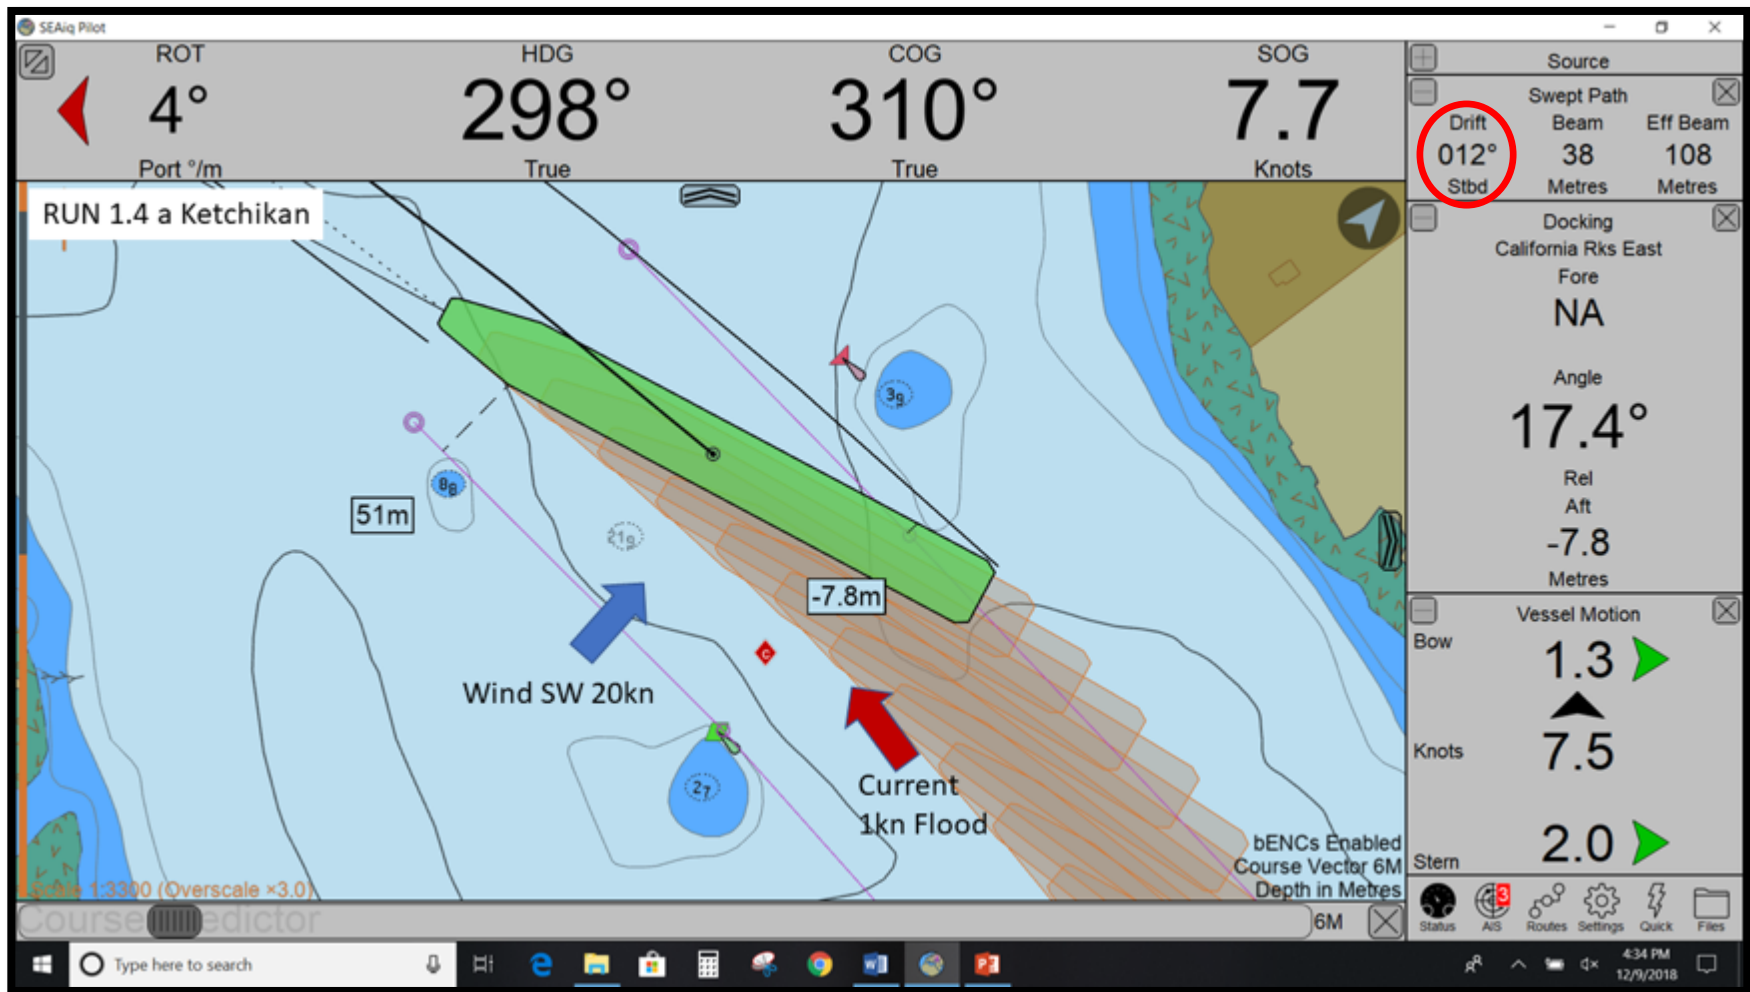 SEAiq Pilot
ROT
HDG
COG
SOG
4°
298°
310°
7.7
Port °/m
True
True
Knots
RUN 1.4 a Ketchikan
51m
-7.8m
Wind SW 20kn
Current
1kn Flood
3₉
8₈
21₉
2₇
c
bENCs Enabled
Course Vector 6M
Depth in Metres
Scale 1:3300 (Overscale ×3.0)
6M
Source
Swept Path
Drift Beam Eff Beam
012° 38 108
Stbd Metres Metres
Docking
California Rks East
Fore
NA
Angle
17.4°
Rel
Aft
-7.8
Metres
Vessel Motion
Bow
1.3
Knots
7.5
Stern
2.0
3
Status AIS Routes Settings Quick Files
Type here to search
4:34 PM
12/9/2018